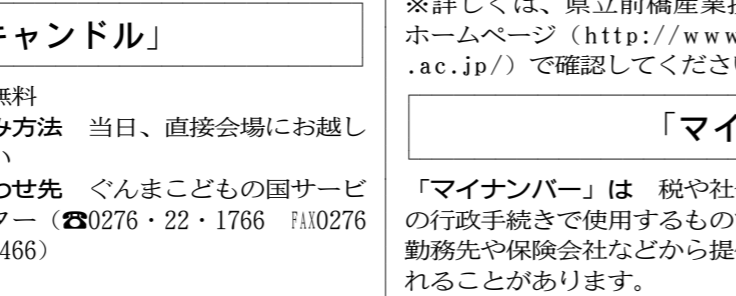 キャンドル」
無料
み方法　当日、直接会場にお越し
い
わせ先　ぐんまこどもの国サービ
ター（☎0276・22・1766　FAX0276
466）
※詳しくは、県立前橋産業技
ホームページ（http://www
.ac.jp/）で確認してくださ
「マイ
「マイナンバー」は　税や社
の行政手続きで使用するもの
勤務先や保険会社などから提
れることがあります。